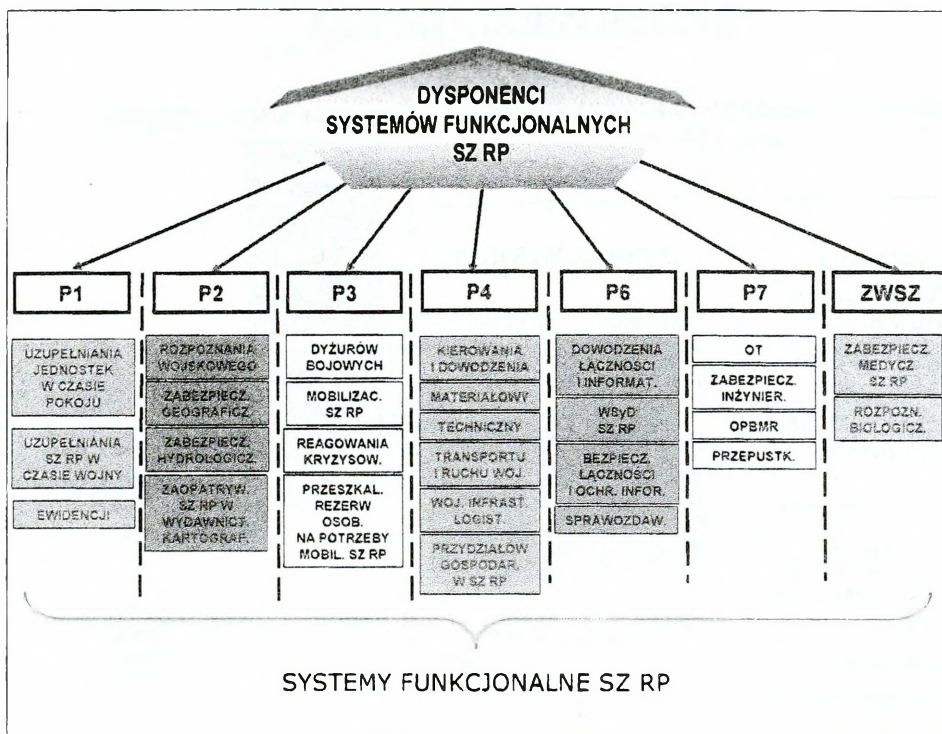 DYSPONENCI
SYSTEMÓW FUNKCJONALNYCH
SZ RP
P1
P2
P3
P4
P6
P7
ZWSZ
UZUPEŁNIANIA
JEDNOSTEK
W CZASIE
POKOJU
UZUPEŁNIANIA
SZ RP W
CZASIE WOJNY
EWIDENCJI
ROZPOZNANIA
WOJSKOWEGO
ZABEZPIECZ.
GEOGRAFICZ.
ZABEZPIECZ.
HYDROLOGICZ.
ZAOPATRYW.
SZ RP W
WYDAWNICT.
KARTOGRAF.
DYŻURÓW
BOJOWYCH
MOBILIZAC.
SZ RP
REAGOWANIA
KRYZYSOW.
PRZESZKAL.
REZERW
OSOB.
NA POTRZEBY
MOBIL. SZ RP
KIEROWANIA
I DOWODZENIA
MATERIAŁOWY
TECHNICZNY
TRANSPORTU
I RUCHU WOJ.
WOJ. INFRAST.
LOGIST.
PRZYDZIAŁÓW
GOSPODAR.
W SZ RP
DOWODZENIA
ŁĄCZNOŚCI
I INFORMAT.
WSyD
SZ RP
BEZPIECZ.
ŁĄCZNOŚCI
I OCHR. INFOR.
SPRAWOZDAW.
OT
ZABEZPIECZ.
INŻYNIER.
OPBMR
PRZEPUSTK.
ZABEZPIECZ.
MEDYCZ
SZ RP
ROZPOZN.
BIOLOGICZ.
SYSTEMY FUNKCJONALNE SZ RP